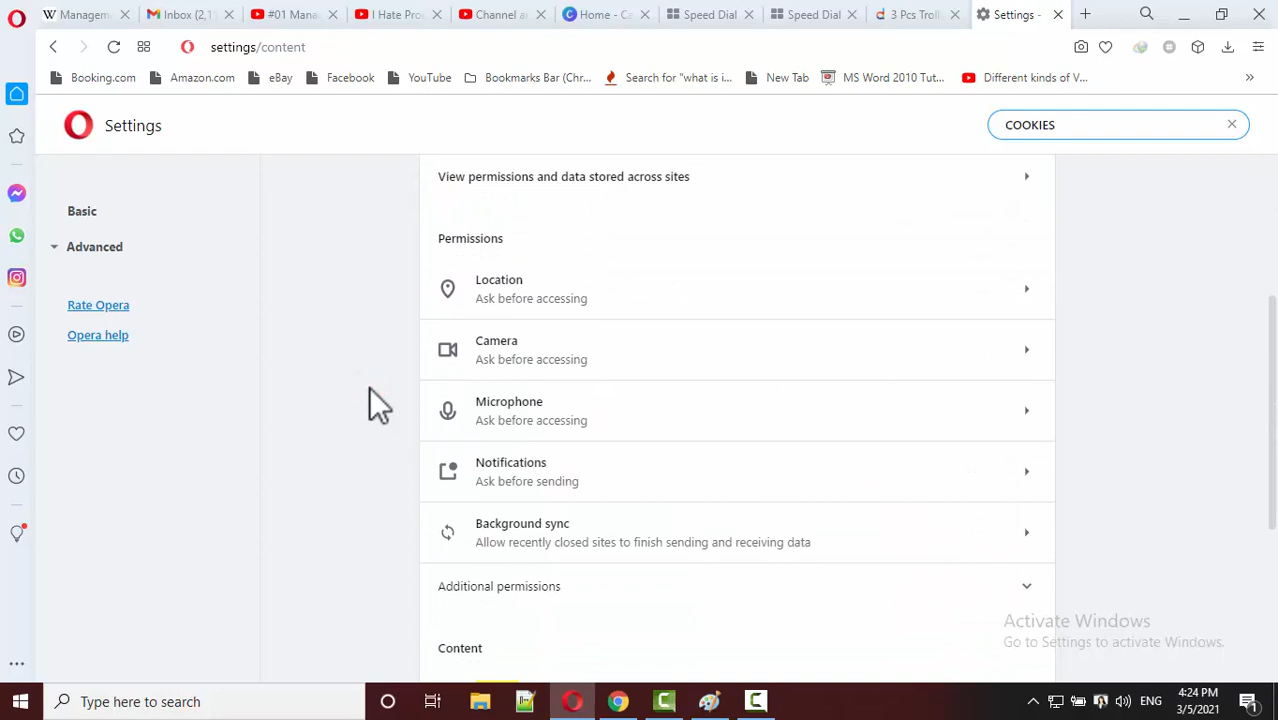 Managem
Inbox (2,1
#01 Mana
I Hate Pro
Channel a
Home - Ca
Speed Dial
Speed Dial
3 Pcs Troll
Settings -
settings/content
Booking.com
Amazon.com
eBay
Facebook
YouTube
Bookmarks Bar (Chr...
Search for "what is i...
New Tab
MS Word 2010 Tut...
Different kinds of V...
»
Settings
COOKIES
Basic
Advanced
Rate Opera
Opera help
View permissions and data stored across sites
Permissions
Location
Ask before accessing
Camera
Ask before accessing
Microphone
Ask before accessing
Notifications
Ask before sending
Background sync
Allow recently closed sites to finish sending and receiving data
Additional permissions
Content
Activate Windows
Go to Settings to activate Windows.
Type here to search
ENG
4:24 PM
3/5/2021
1